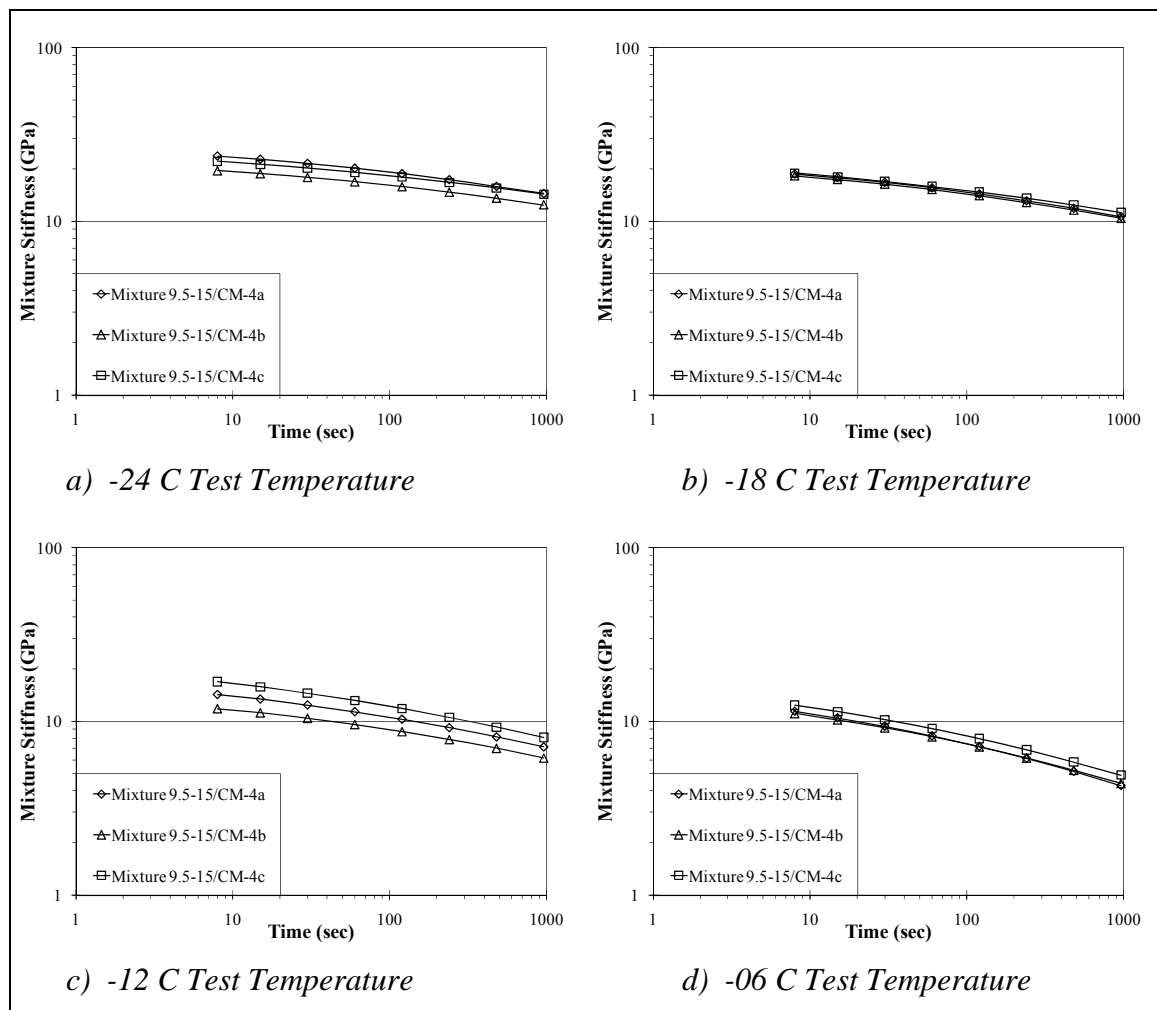 100
10
1
Mixture Stiffness (GPa)
Mixture 9.5-15/CM-4a
Mixture 9.5-15/CM-4b
Mixture 9.5-15/CM-4c
1 10 100 1000
Time (sec)
a) -24 C Test Temperature
100
10
1
Mixture Stiffness (GPa)
Mixture 9.5-15/CM-4a
Mixture 9.5-15/CM-4b
Mixture 9.5-15/CM-4c
1 10 100 1000
Time (sec)
b) -18 C Test Temperature
100
10
1
Mixture Stiffness (GPa)
Mixture 9.5-15/CM-4a
Mixture 9.5-15/CM-4b
Mixture 9.5-15/CM-4c
1 10 100 1000
Time (sec)
c) -12 C Test Temperature
100
10
1
Mixture Stiffness (GPa)
Mixture 9.5-15/CM-4a
Mixture 9.5-15/CM-4b
Mixture 9.5-15/CM-4c
1 10 100 1000
Time (sec)
d) -06 C Test Temperature